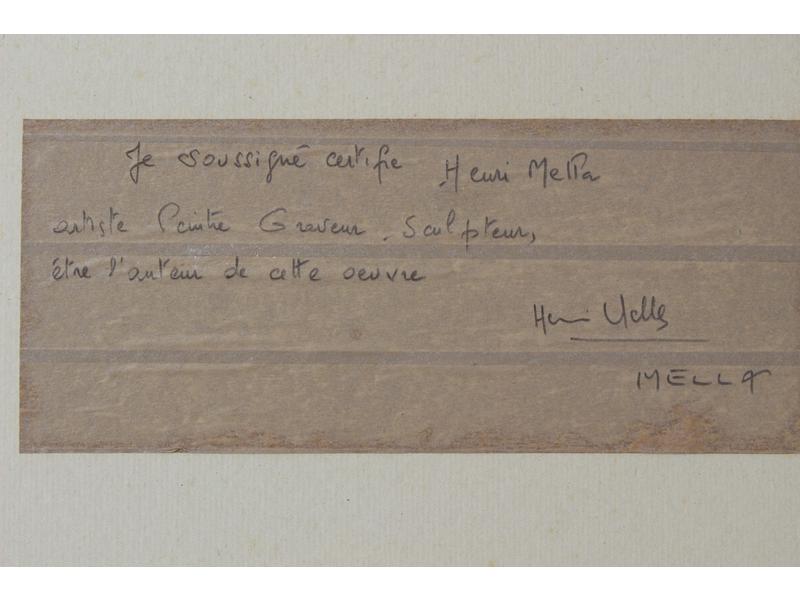 Je soussigné certifie Henri Mella
artiste Peintre Graveur. Sculpteur,
être l'auteur de cette oeuvre
Henri Mella
MELLA